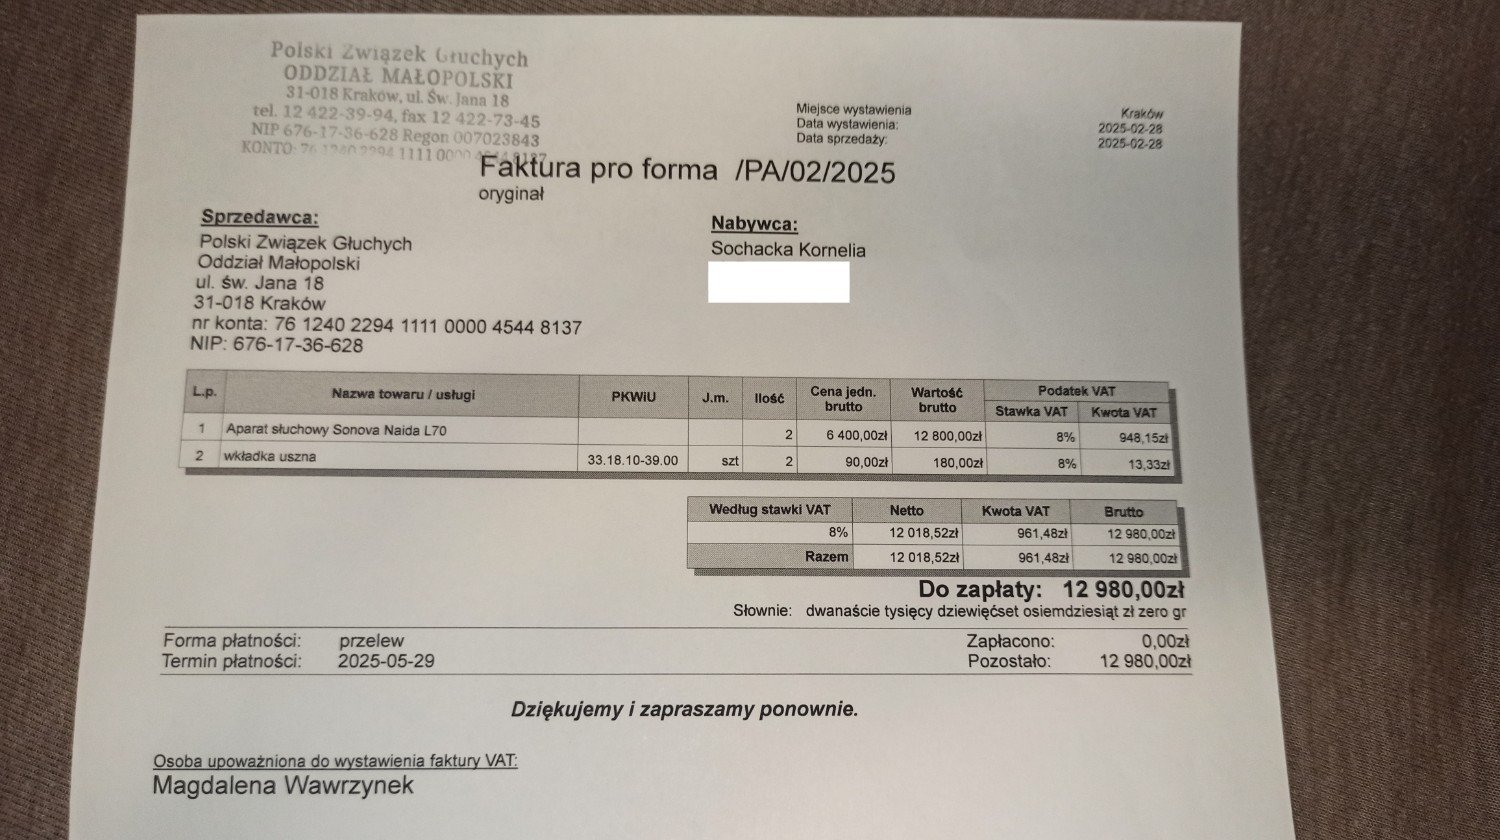 Polski Związek Głuchych
ODDZIAŁ MAŁOPOLSKI
31-018 Kraków, ul. Św. Jana 18
tel. 12 422-39-94, fax 12 422-73-45
NIP 676-17-36-628 Regon 007023843
KONTO: 76 1240 2294 1111 0000 4544 8137
Miejsce wystawienia Kraków
Data wystawienia: 2025-02-28
Data sprzedaży: 2025-02-28
Faktura pro forma /PA/02/2025
oryginał
Sprzedawca:
Polski Związek Głuchych
Oddział Małopolski
ul. św. Jana 18
31-018 Kraków
nr konta: 76 1240 2294 1111 0000 4544 8137
NIP: 676-17-36-628
Nabywca:
Sochacka Kornelia
L.p. Nazwa towaru / usługi PKWiU J.m. Ilość Cena jedn. brutto Wartość brutto Podatek VAT Stawka VAT Kwota VAT
1 Aparat słuchowy Sonova Naida L70 2 6 400,00zł 12 800,00zł 8% 948,15zł
2 wkładka uszna 33.18.10-39.00 szt 2 90,00zł 180,00zł 8% 13,33zł
Według stawki VAT Netto Kwota VAT Brutto
8% 12 018,52zł 961,48zł 12 980,00zł
Razem 12 018,52zł 961,48zł 12 980,00zł
Do zapłaty: 12 980,00zł
Słownie: dwanaście tysięcy dziewięćset osiemdziesiąt zł zero gr
Forma płatności: przelew
Termin płatności: 2025-05-29
Zapłacono: 0,00zł
Pozostało: 12 980,00zł
Dziękujemy i zapraszamy ponownie.
Osoba upoważniona do wystawienia faktury VAT:
Magdalena Wawrzynek